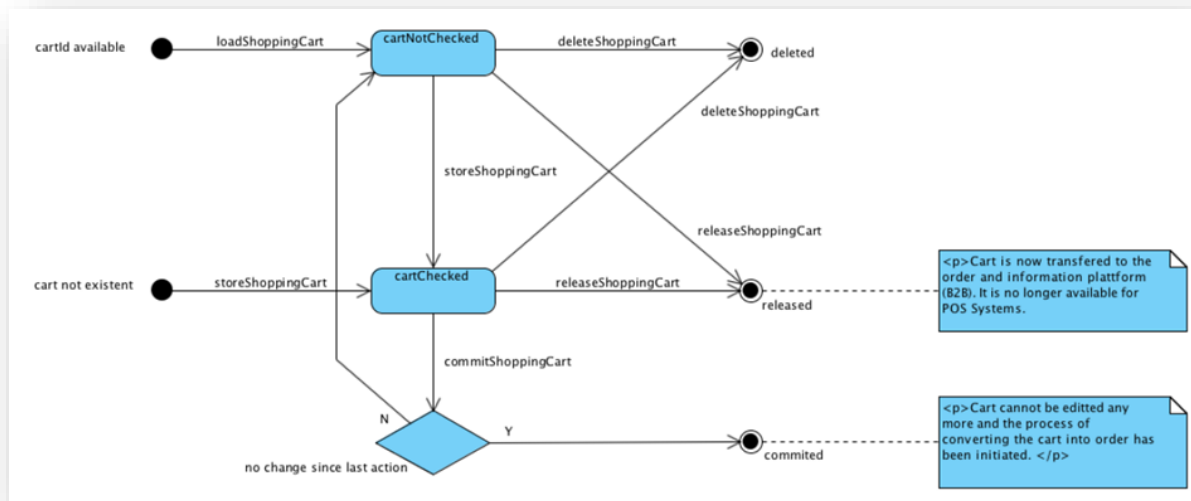 cartId available
loadShoppingCart
cartNotChecked
deleteShoppingCart
deleted
deleteShoppingCart
storeShoppingCart
releaseShoppingCart
cart not existent
storeShoppingCart
cartChecked
releaseShoppingCart
released
<p>Cart is now transfered to the
order and information plattform
(B2B). It is no longer available for
POS Systems.
commitShoppingCart
N
Y
no change since last action
commited
<p>Cart cannot be editted any
more and the process of
converting the cart into order has
been initiated. </p>